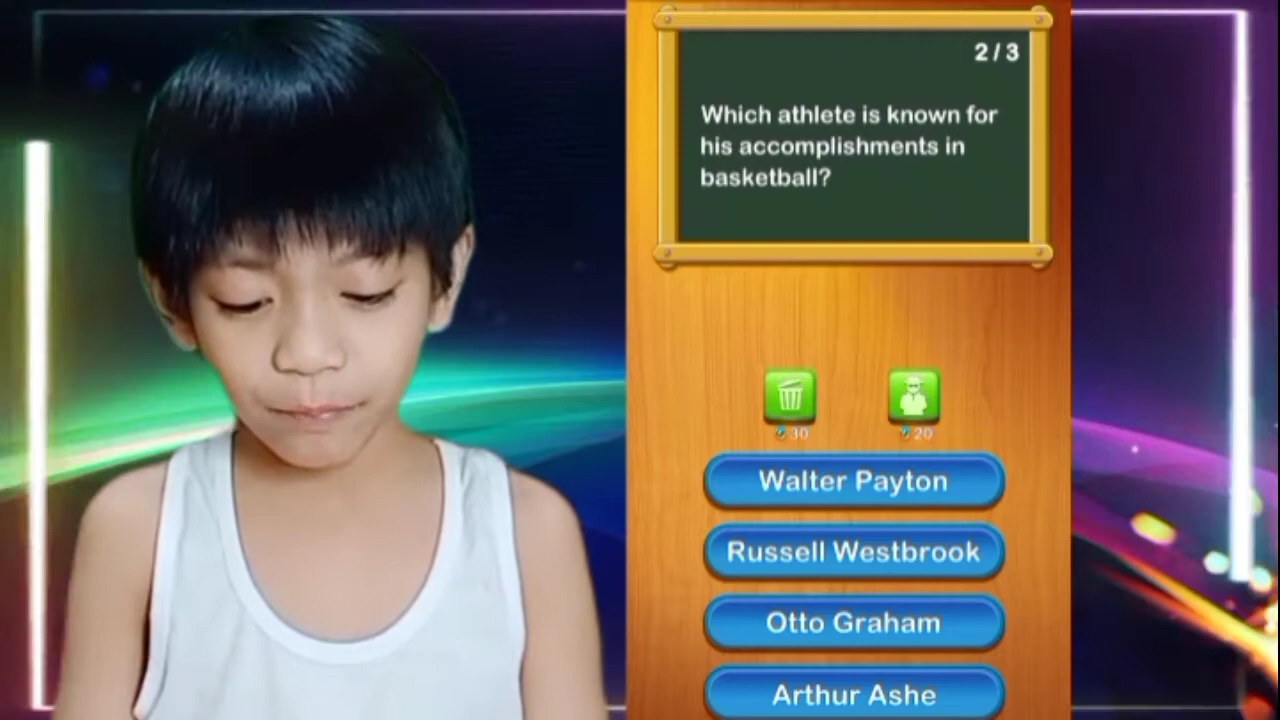 2 / 3
Which athlete is known for
his accomplishments in
basketball?
30
20
Walter Payton
Russell Westbrook
Otto Graham
Arthur Ashe